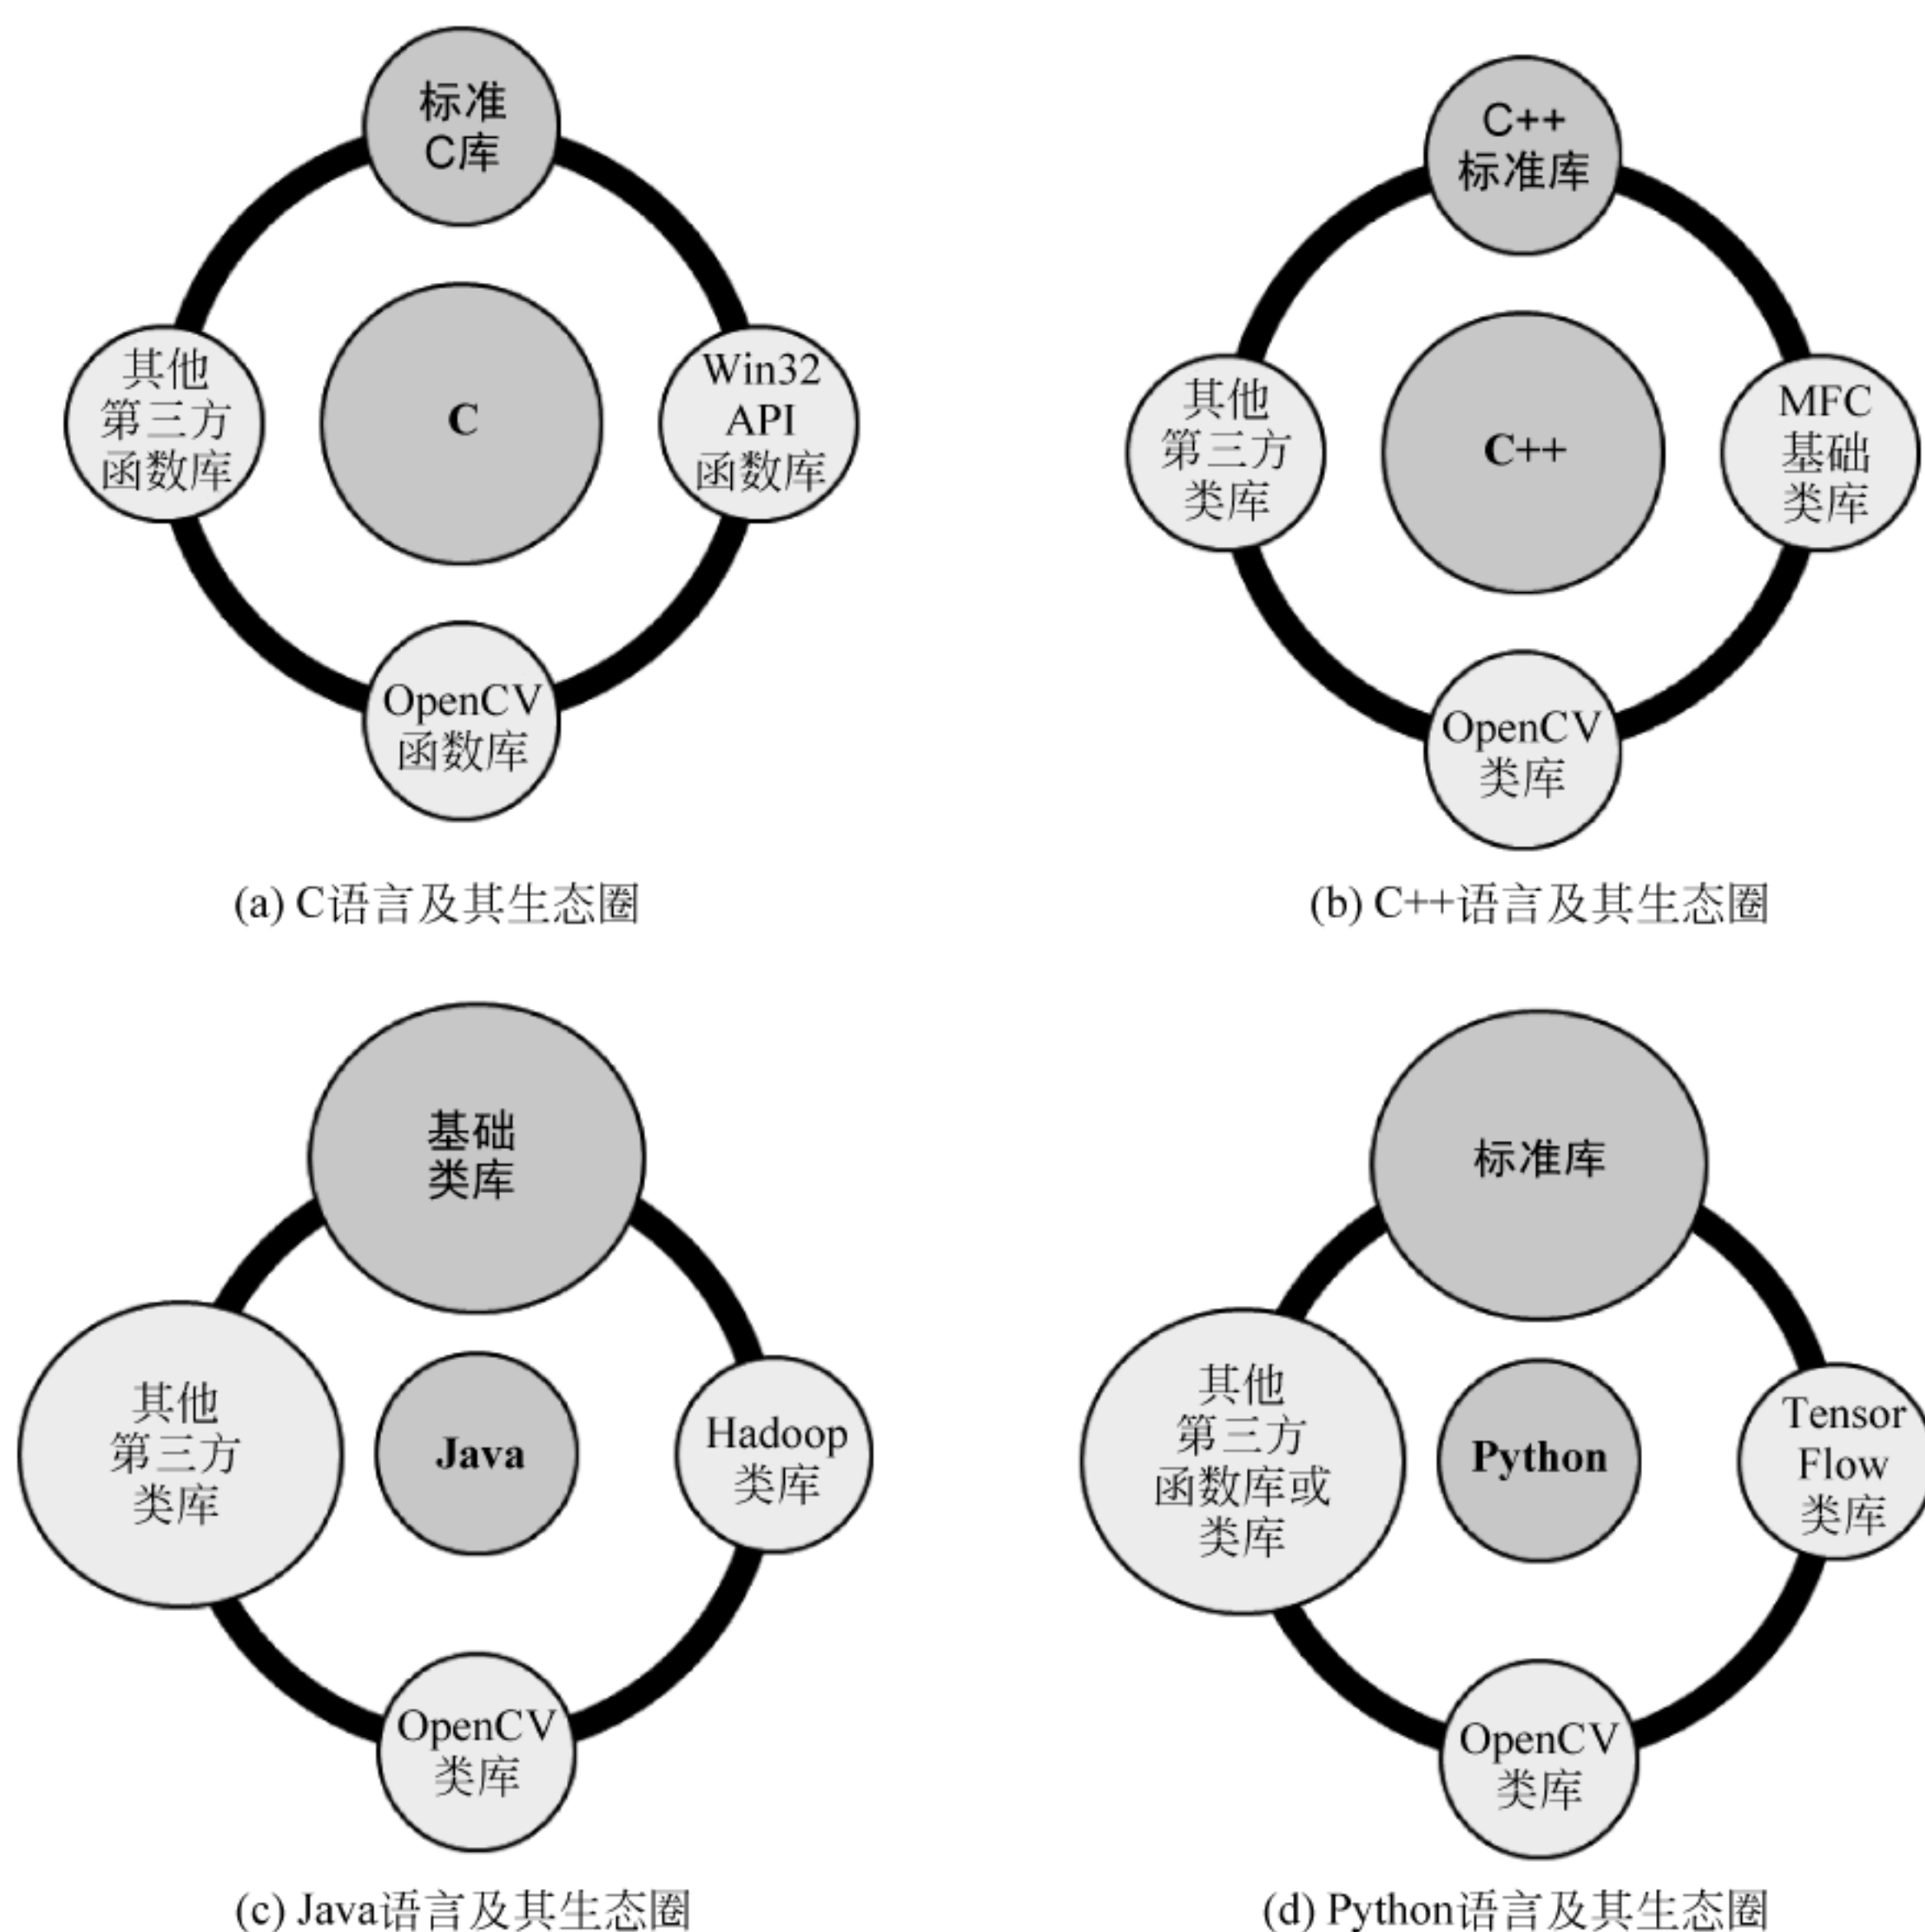 标准
C库
其他
第三方
函数库
C
Win32
API
函数库
OpenCV
函数库
(a) C语言及其生态圈
C++
标准库
其他
第三方
类库
C++
MFC
基础
类库
OpenCV
类库
(b) C++语言及其生态圈
基础
类库
其他
第三方
类库
Java
Hadoop
类库
OpenCV
类库
(c) Java语言及其生态圈
标准库
其他
第三方
函数库或
类库
Python
Tensor
Flow
类库
OpenCV
类库
(d) Python语言及其生态圈